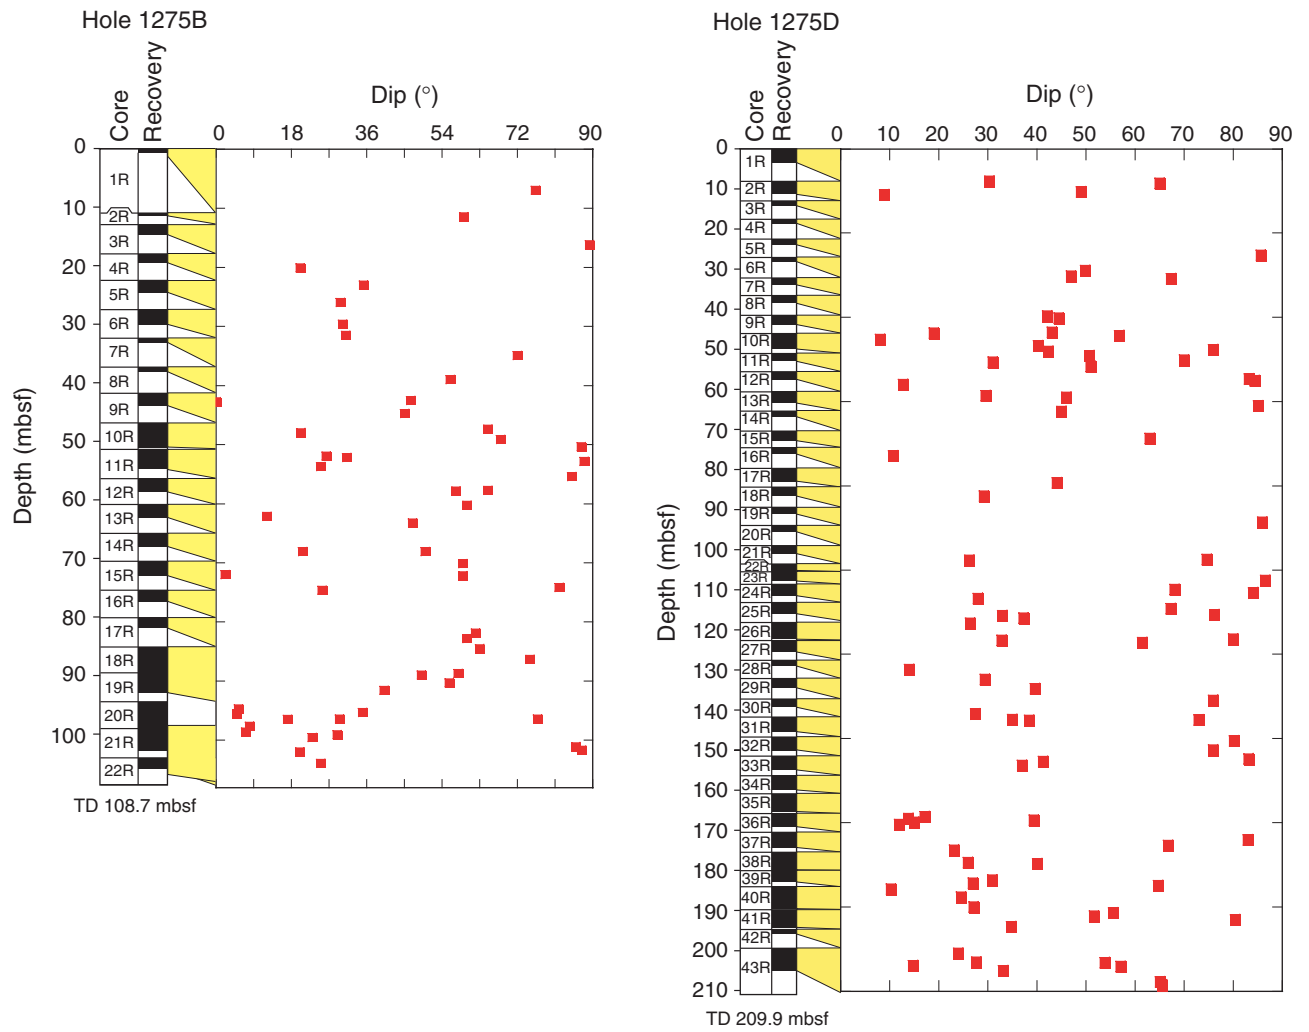 Hole 1275B
Core
Recovery
Dip (°)
0 18 36 54 72 90
Depth (mbsf)
0
10
20
30
40
50
60
70
80
90
100
1R
2R
3R
4R
5R
6R
7R
8R
9R
10R
11R
12R
13R
14R
15R
16R
17R
18R
19R
20R
21R
22R
TD 108.7 mbsf
Hole 1275D
Core
Recovery
Dip (°)
0 10 20 30 40 50 60 70 80 90
Depth (mbsf)
0
10
20
30
40
50
60
70
80
90
100
110
120
130
140
150
160
170
180
190
200
210
1R
2R
3R
4R
5R
6R
7R
8R
9R
10R
11R
12R
13R
14R
15R
16R
17R
18R
19R
20R
21R
22R
23R
24R
25R
26R
27R
28R
29R
30R
31R
32R
33R
34R
35R
36R
37R
38R
39R
40R
41R
42R
43R
TD 209.9 mbsf